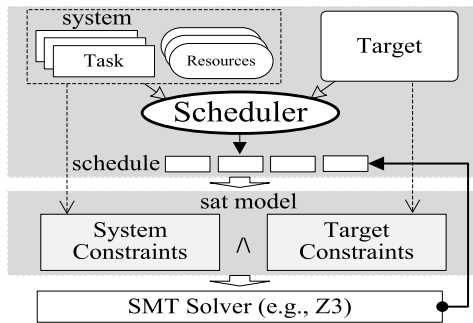 system
Task
Resources
Target
Scheduler
schedule
sat model
System
Constraints
∧
Target
Constraints
SMT Solver (e.g., Z3)